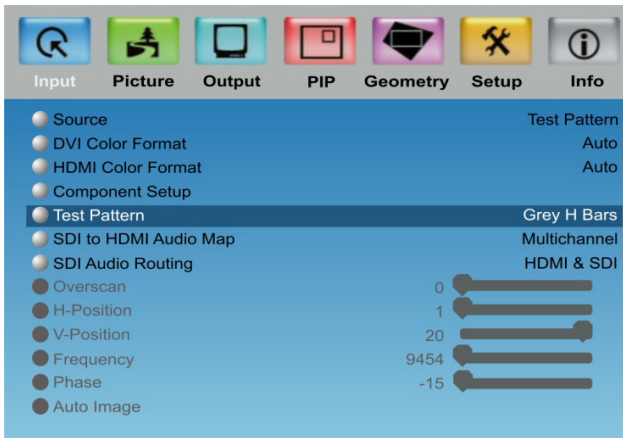 Input Picture Output PIP Geometry Setup Info
Source Test Pattern
DVI Color Format Auto
HDMI Color Format Auto
Component Setup
Test Pattern Grey H Bars
SDI to HDMI Audio Map Multichannel
SDI Audio Routing HDMI & SDI
Overscan 0
H-Position 1
V-Position 20
Frequency 9454
Phase -15
Auto Image